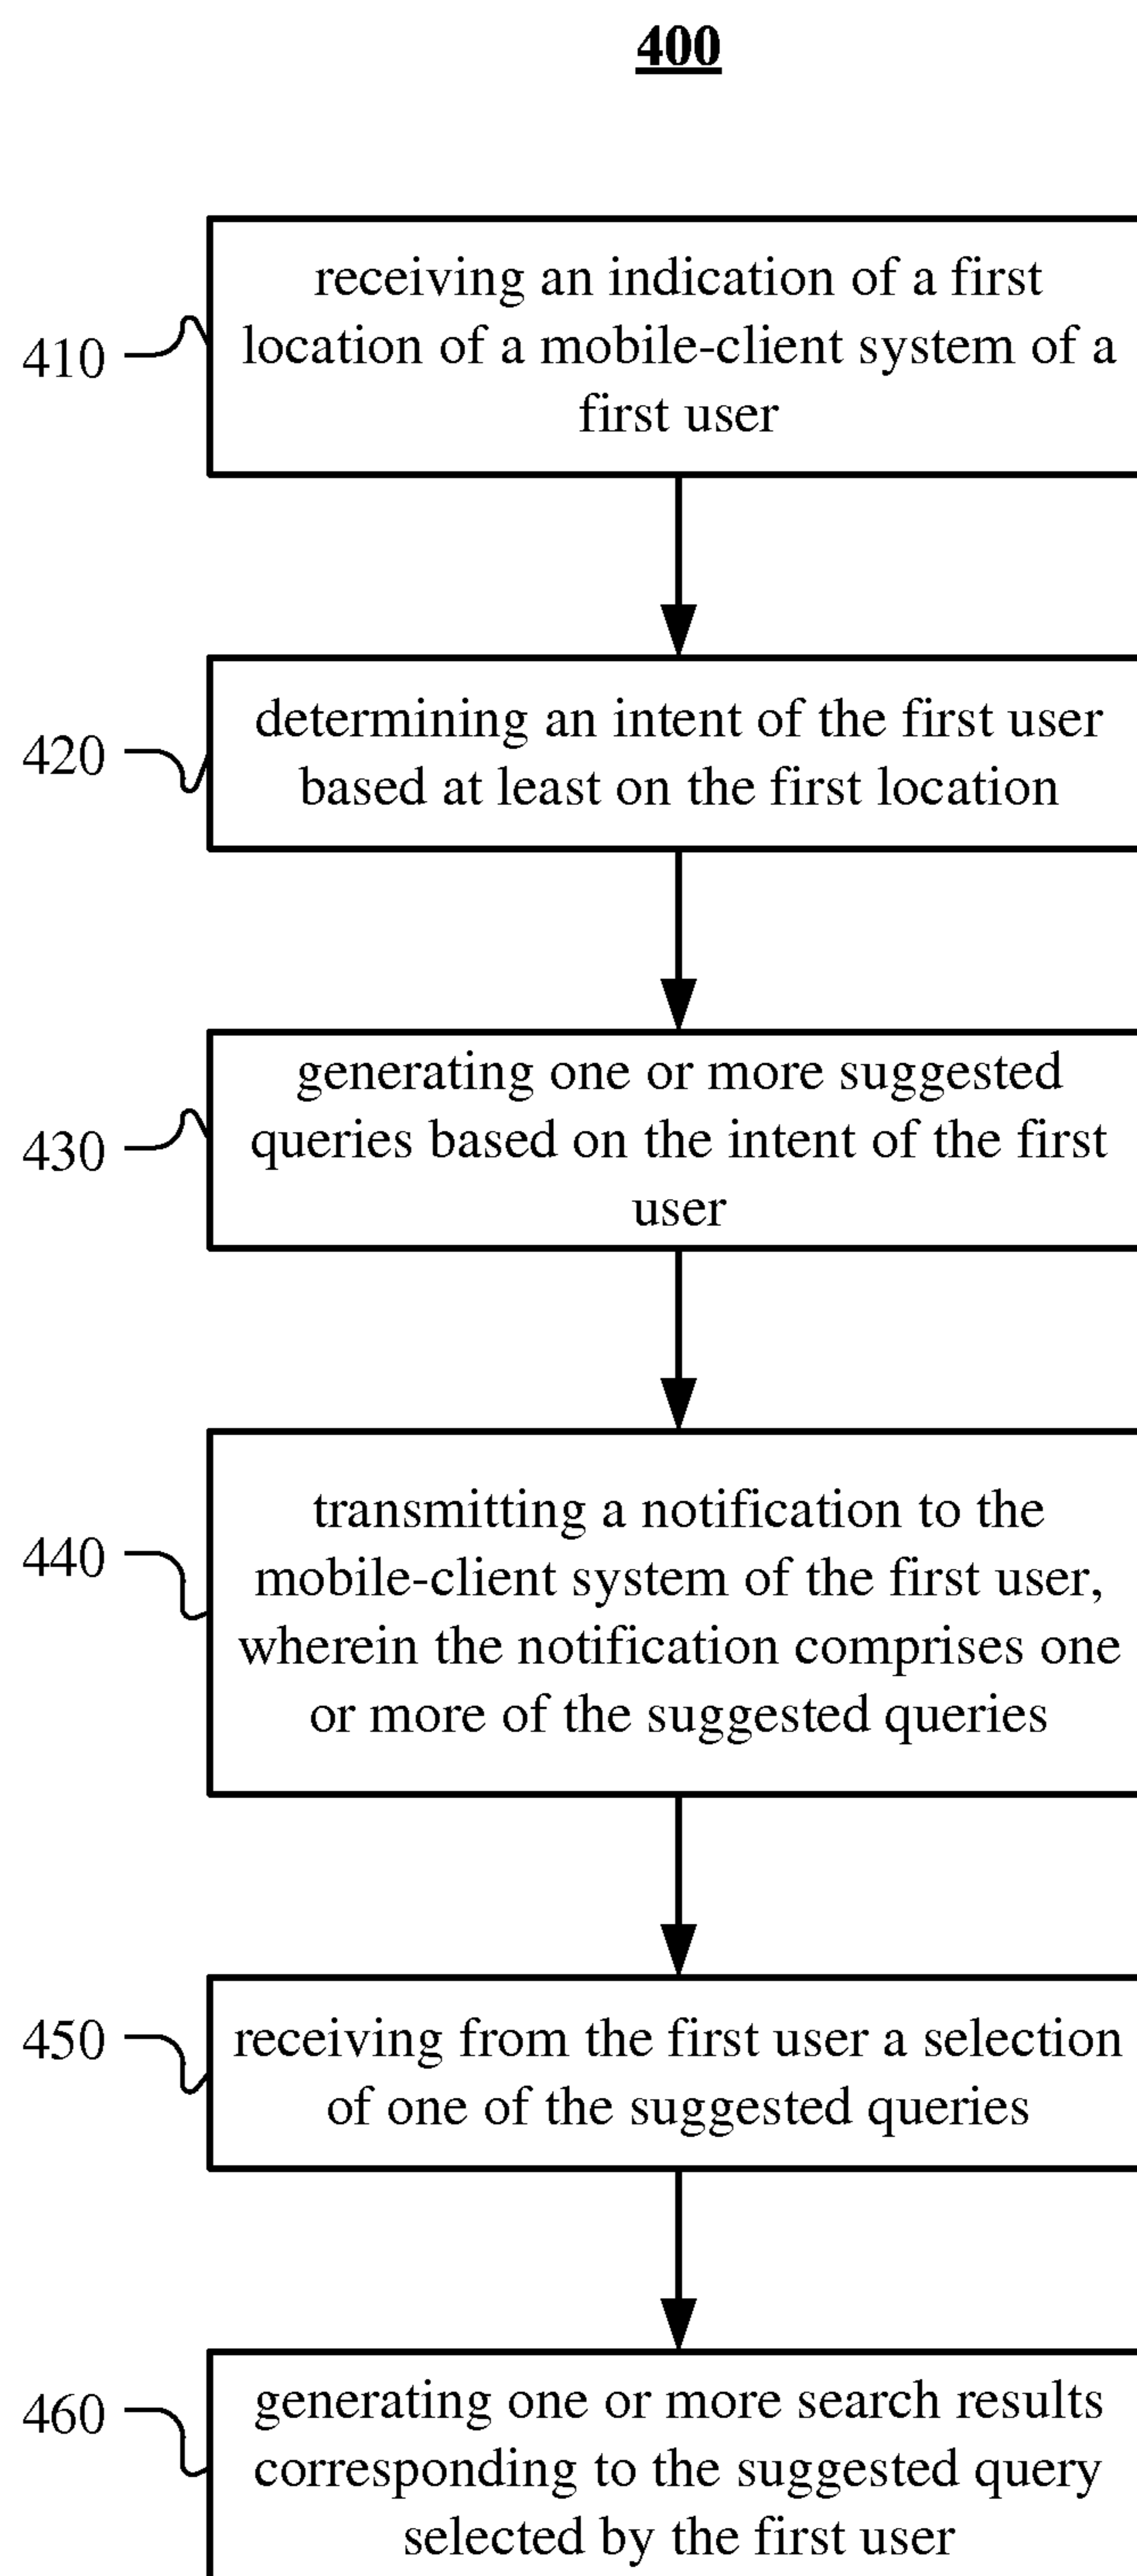 400
receiving an indication of a first
location of a mobile-client system of a
first user
410
determining an intent of the first user
based at least on the first location
420
generating one or more suggested
queries based on the intent of the first
user
430
transmitting a notification to the
mobile-client system of the first user,
wherein the notification comprises one
or more of the suggested queries
440
receiving from the first user a selection
of one of the suggested queries
450
generating one or more search results
corresponding to the suggested query
selected by the first user
460